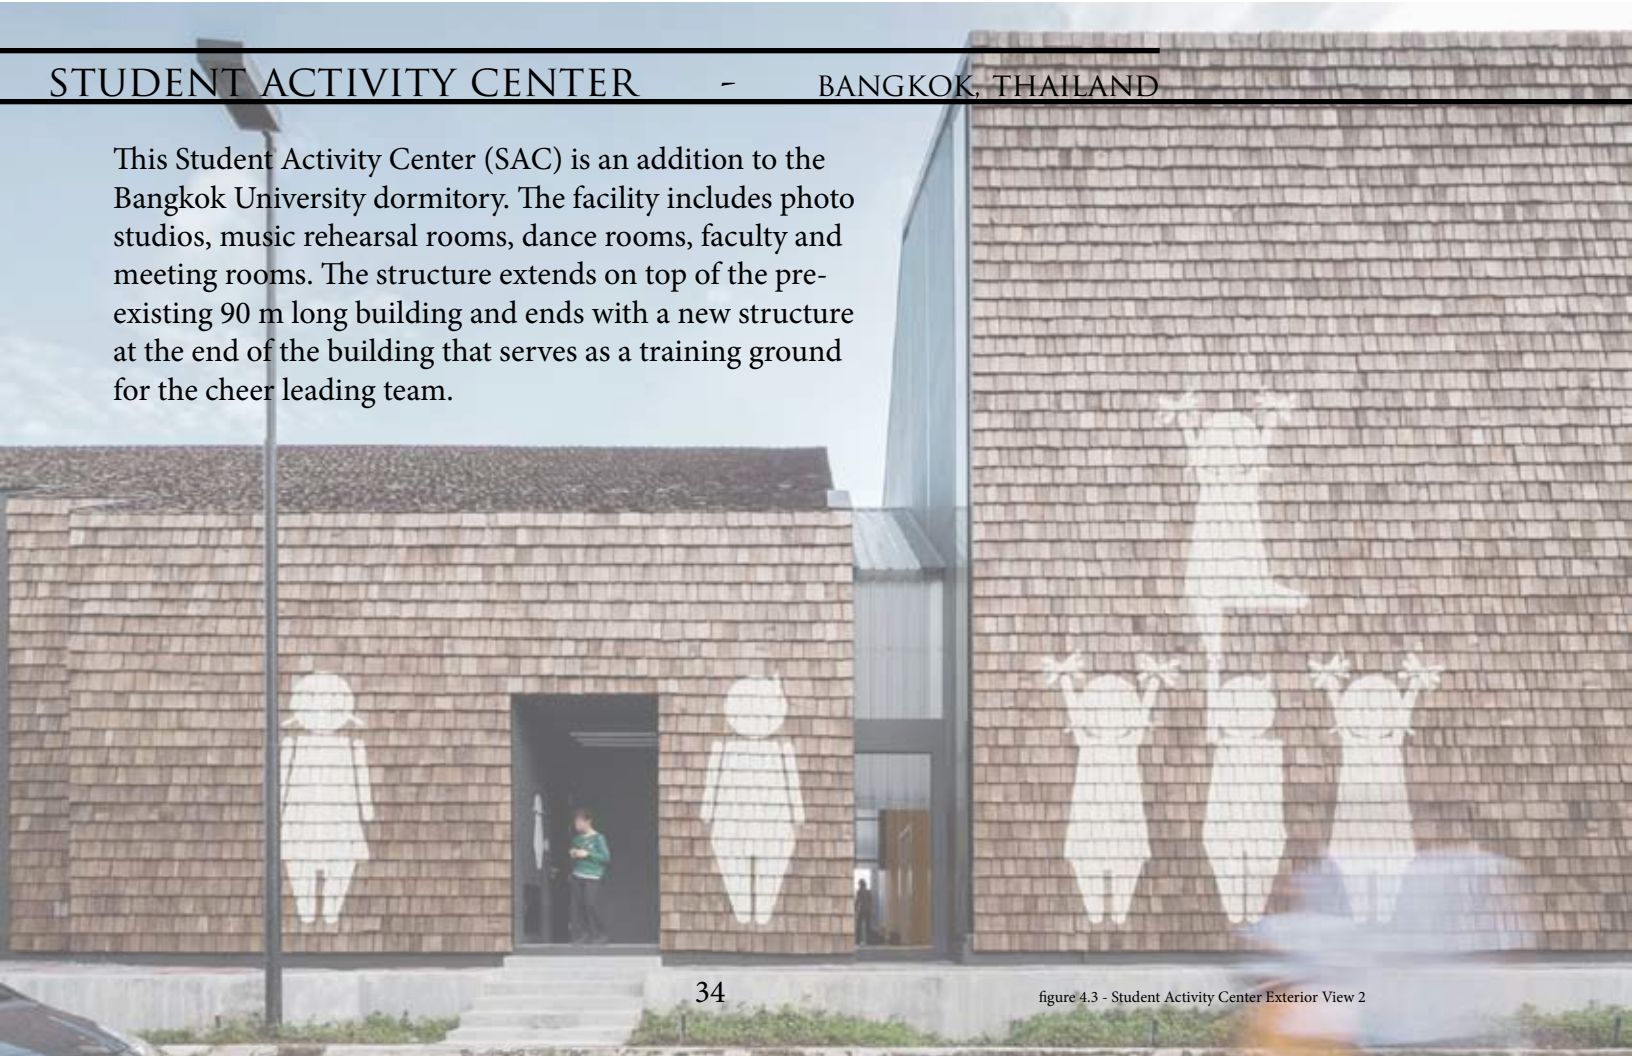 STUDENT ACTIVITY CENTER - BANGKOK, THAILAND
This Student Activity Center (SAC) is an addition to the
Bangkok University dormitory. The facility includes photo
studios, music rehearsal rooms, dance rooms, faculty and
meeting rooms. The structure extends on top of the pre-
existing 90 m long building and ends with a new structure
at the end of the building that serves as a training ground
for the cheer leading team.
34
figure 4.3 - Student Activity Center Exterior View 2